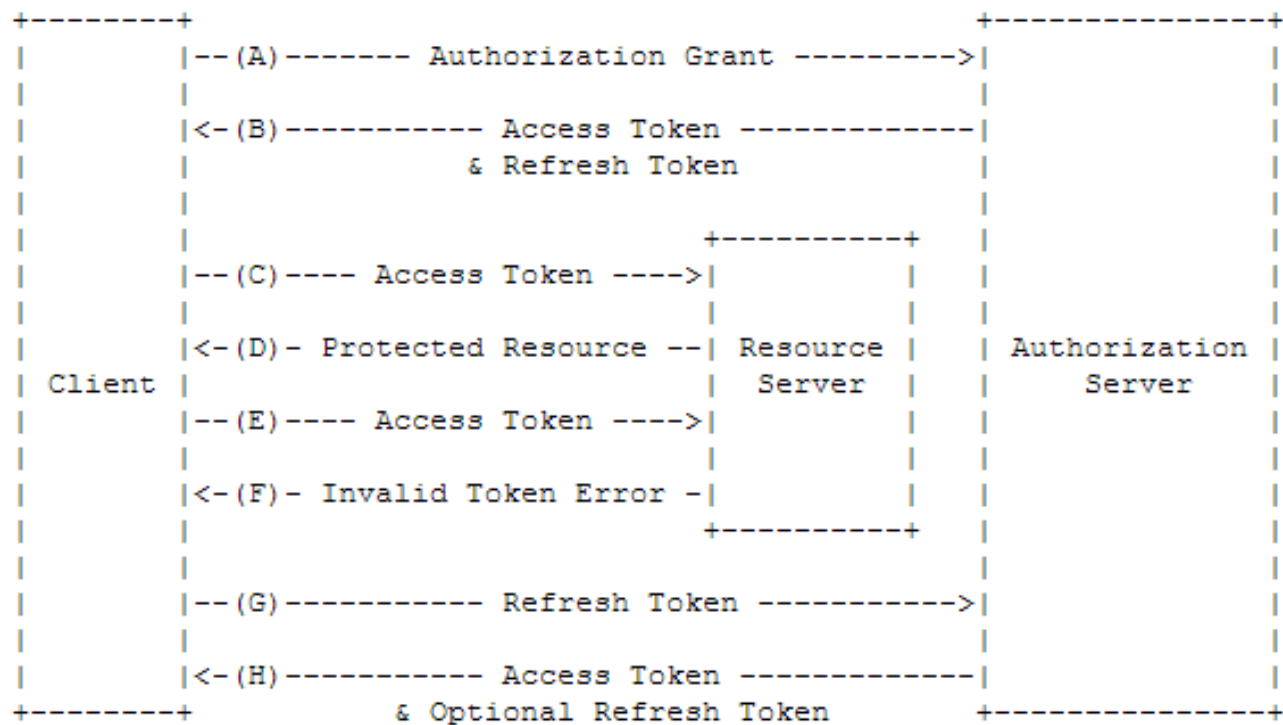 +--------+                                           +---------------+
|        |--(A)------- Authorization Grant --------->|               |
|        |                                           |               |
|        |<-(B)----------- Access Token -------------|               |
|        |               & Refresh Token             |               |
|        |                                           |               |
|        |                            +----------+   |               |
|        |--(C)---- Access Token ---->|          |   |               |
|        |                            |          |   |               |
|        |<-(D)- Protected Resource --| Resource |   | Authorization |
| Client |                            |  Server  |   |     Server    |
|        |--(E)---- Access Token ---->|          |   |               |
|        |                            |          |   |               |
|        |<-(F)- Invalid Token Error -|          |   |               |
|        |                            +----------+   |               |
|        |                                           |               |
|        |--(G)----------- Refresh Token ----------->|               |
|        |                                           |               |
|        |<-(H)----------- Access Token -------------|               |
+--------+           & Optional Refresh Token        +---------------+